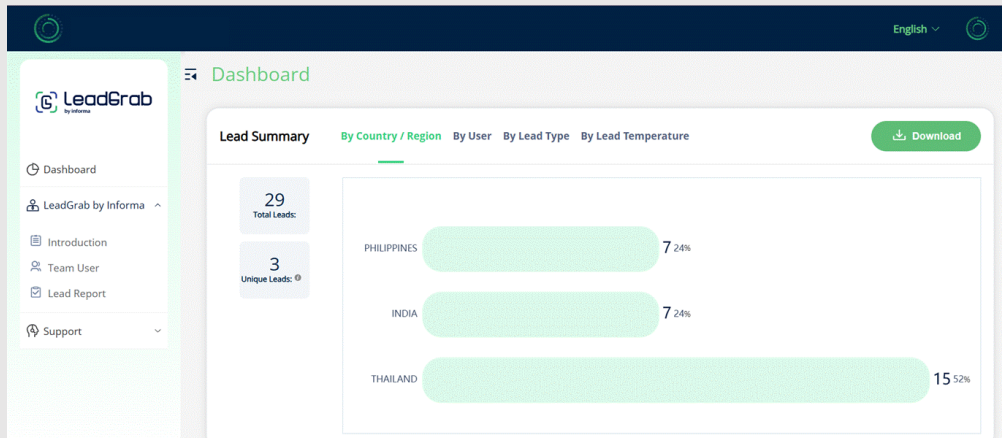 English
LeadGrab
by informa
Dashboard
Lead Summary
By Country / Region
By User
By Lead Type
By Lead Temperature
Download
Dashboard
LeadGrab by Informa
Introduction
Team User
Lead Report
Support
29
Total Leads:
3
Unique Leads:
PHILIPPINES
7 24%
INDIA
7 24%
THAILAND
15 52%